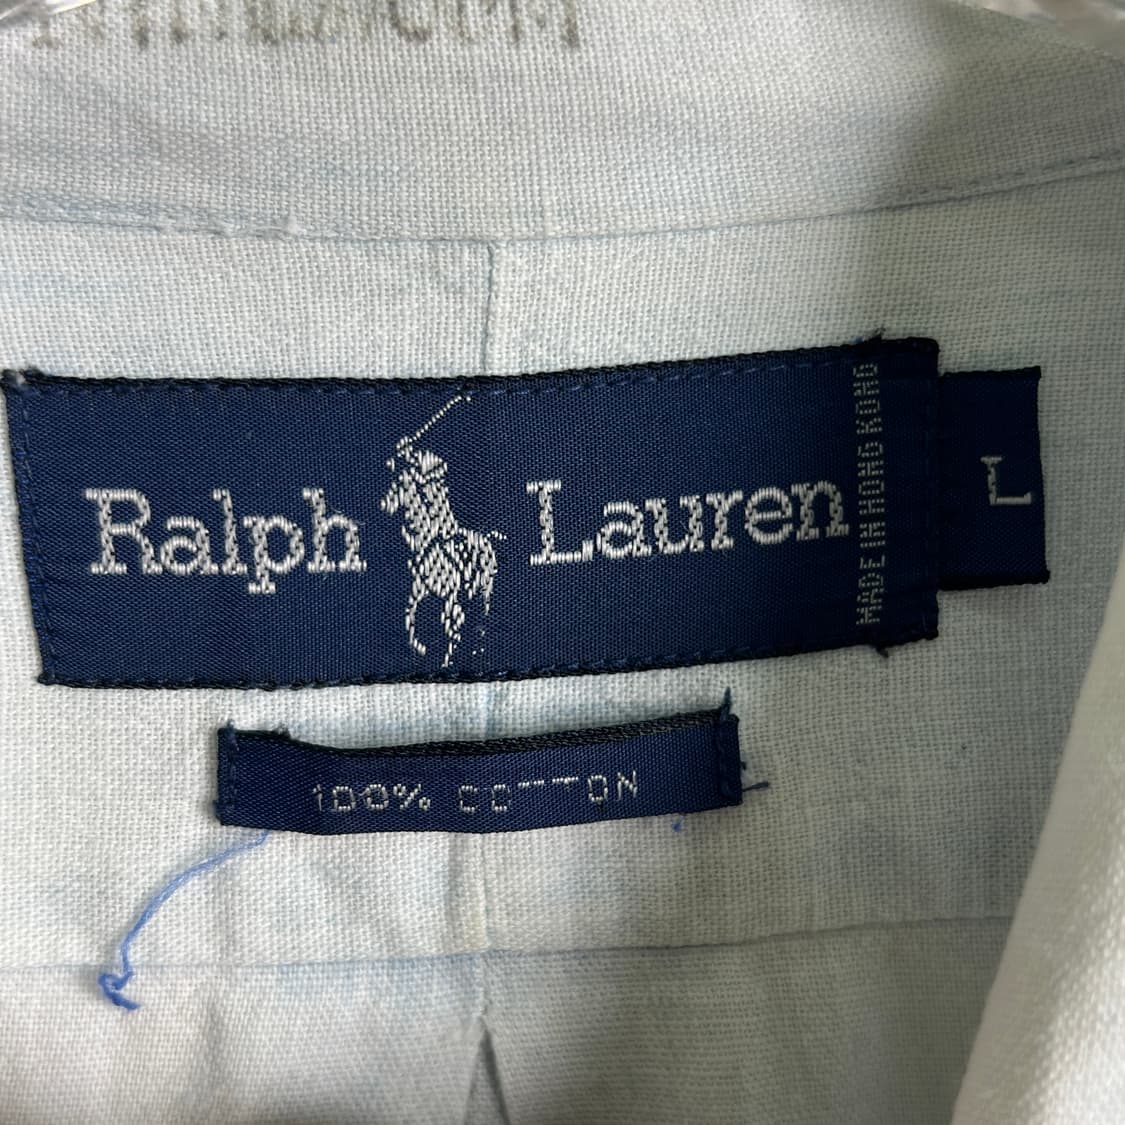 Ralph Lauren
MADE IN HONG KONG
L
100% COTTON